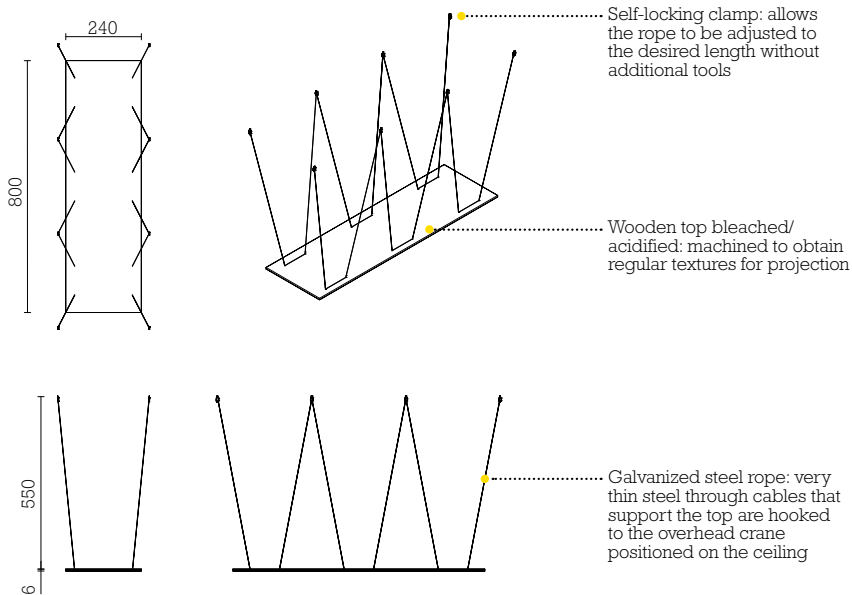 240
800
Self-locking clamp: allows
the rope to be adjusted to
the desired length without
additional tools
Wooden top bleached/
acidified: machined to obtain
regular textures for projection
550
6
Galvanized steel rope: very
thin steel through cables that
support the top are hooked
to the overhead crane
positioned on the ceiling